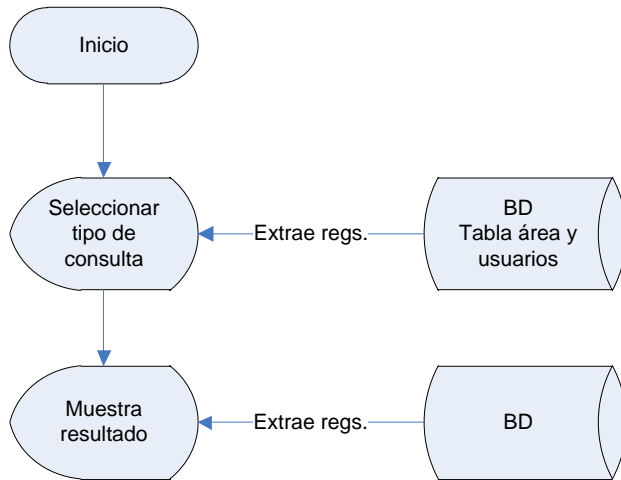 Inicio
Seleccionar
tipo de
consulta
Extrae regs.
BD
Tabla área y
usuarios
Muestra
resultado
Extrae regs.
BD